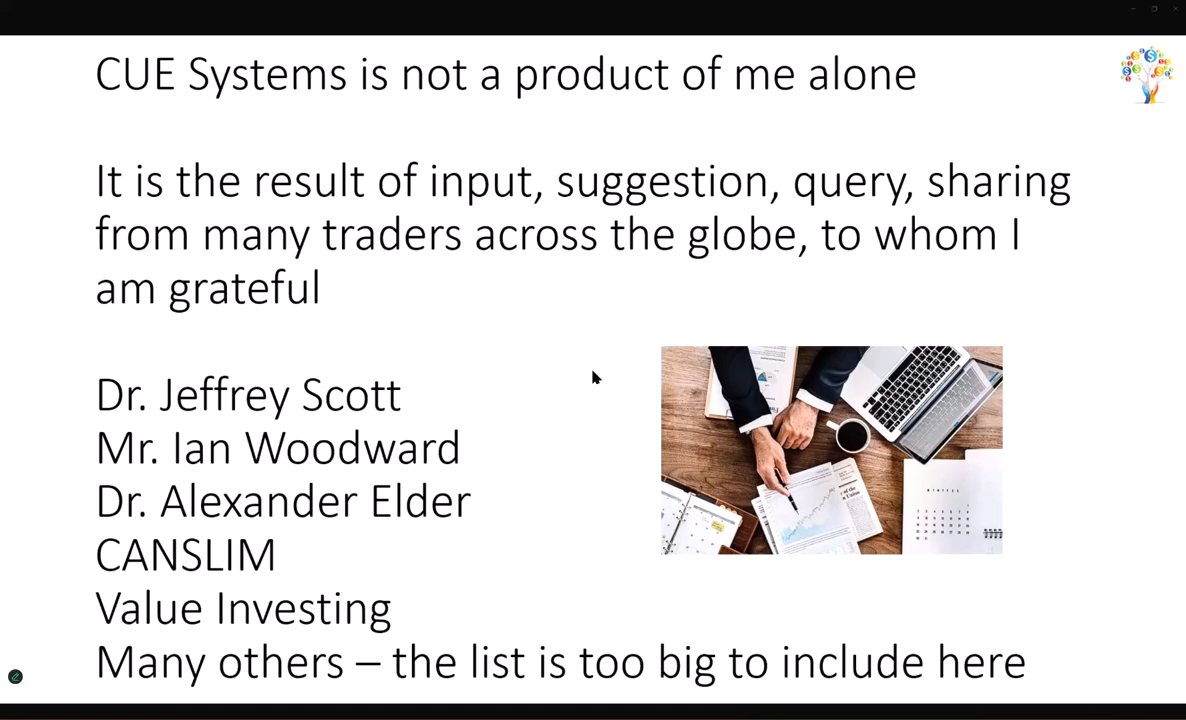 CUE Systems is not a product of me alone
It is the result of input, suggestion, query, sharing
from many traders across the globe, to whom I
am grateful
Dr. Jeffrey Scott
Mr. Ian Woodward
Dr. Alexander Elder
CANSLIM
Value Investing
Many others – the list is too big to include here